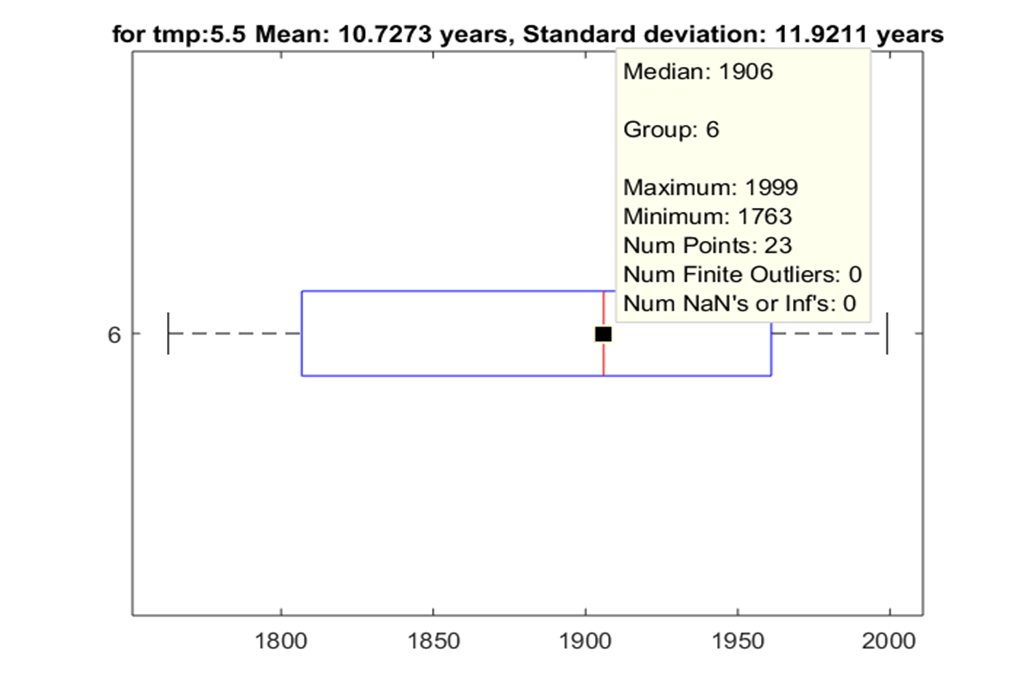 for tmp:5.5 Mean: 10.7273 years, Standard deviation: 11.9211 years
Median: 1906
Group: 6
Maximum: 1999
Minimum: 1763
Num Points: 23
Num Finite Outliers: 0
Num NaN's or Inf's: 0
6
1800 1850 1900 1950 2000